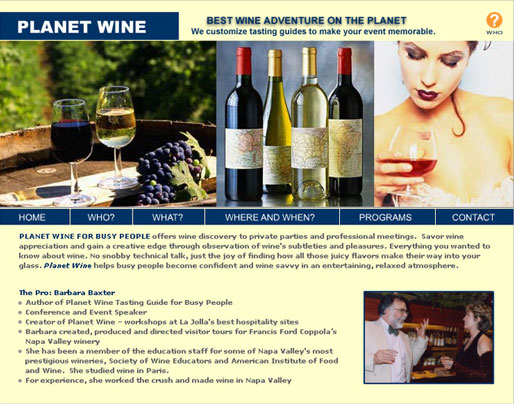 PLANET WINE
BEST WINE ADVENTURE ON THE PLANET
We customize tasting guides to make your event memorable.
?
WHO
HOME
WHO?
WHAT?
WHERE AND WHEN?
PROGRAMS
CONTACT
PLANET WINE FOR BUSY PEOPLE offers wine discovery to private parties and professional meetings. Savor wine
appreciation and gain a creative edge through observation of wine's subtleties and pleasures. Everything you wanted to
know about wine. No snobby technical talk, just the joy of finding how all those juicy flavors make their way into your
glass. Planet Wine helps busy people become confident and wine savvy in an entertaining, relaxed atmosphere.
The Pro: Barbara Baxter
Author of Planet Wine Tasting Guide for Busy People
Conference and Event Speaker
Creator of Planet Wine – workshops at La Jolla's best hospitality sites
Barbara created, produced and directed visitor tours for Francis Ford Coppola's
Napa Valley winery
She has been a member of the education staff for some of Napa Valley's most
prestigious wineries, Society of Wine Educators and American Institute of Food
and Wine. She studied wine in Paris.
For experience, she worked the crush and made wine in Napa Valley